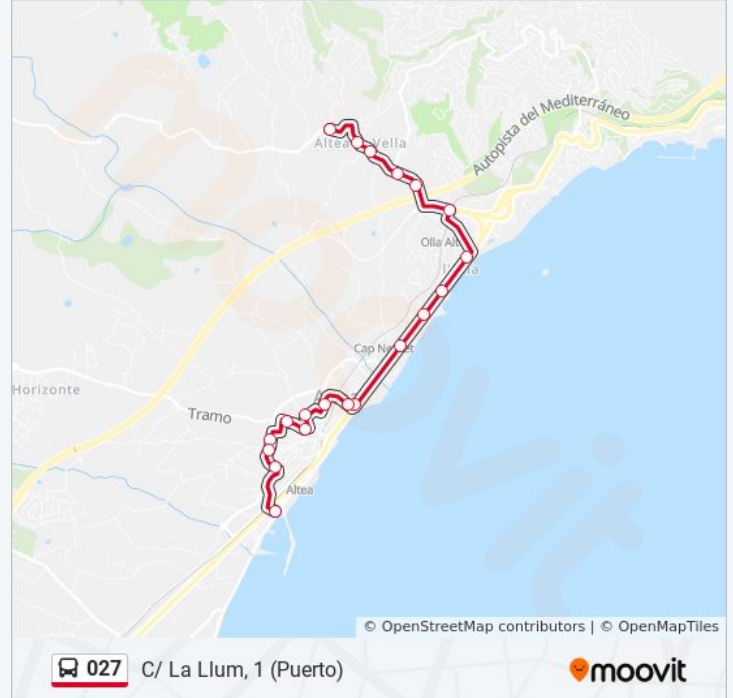 Autopista del Mediterráneo
Altea Vella
Olla Altea
Cap Negret
Horizonte
Tramo
Altea
© OpenStreetMap contributors | © OpenMapTiles
027 C/ La Llum, 1 (Puerto)
moovit